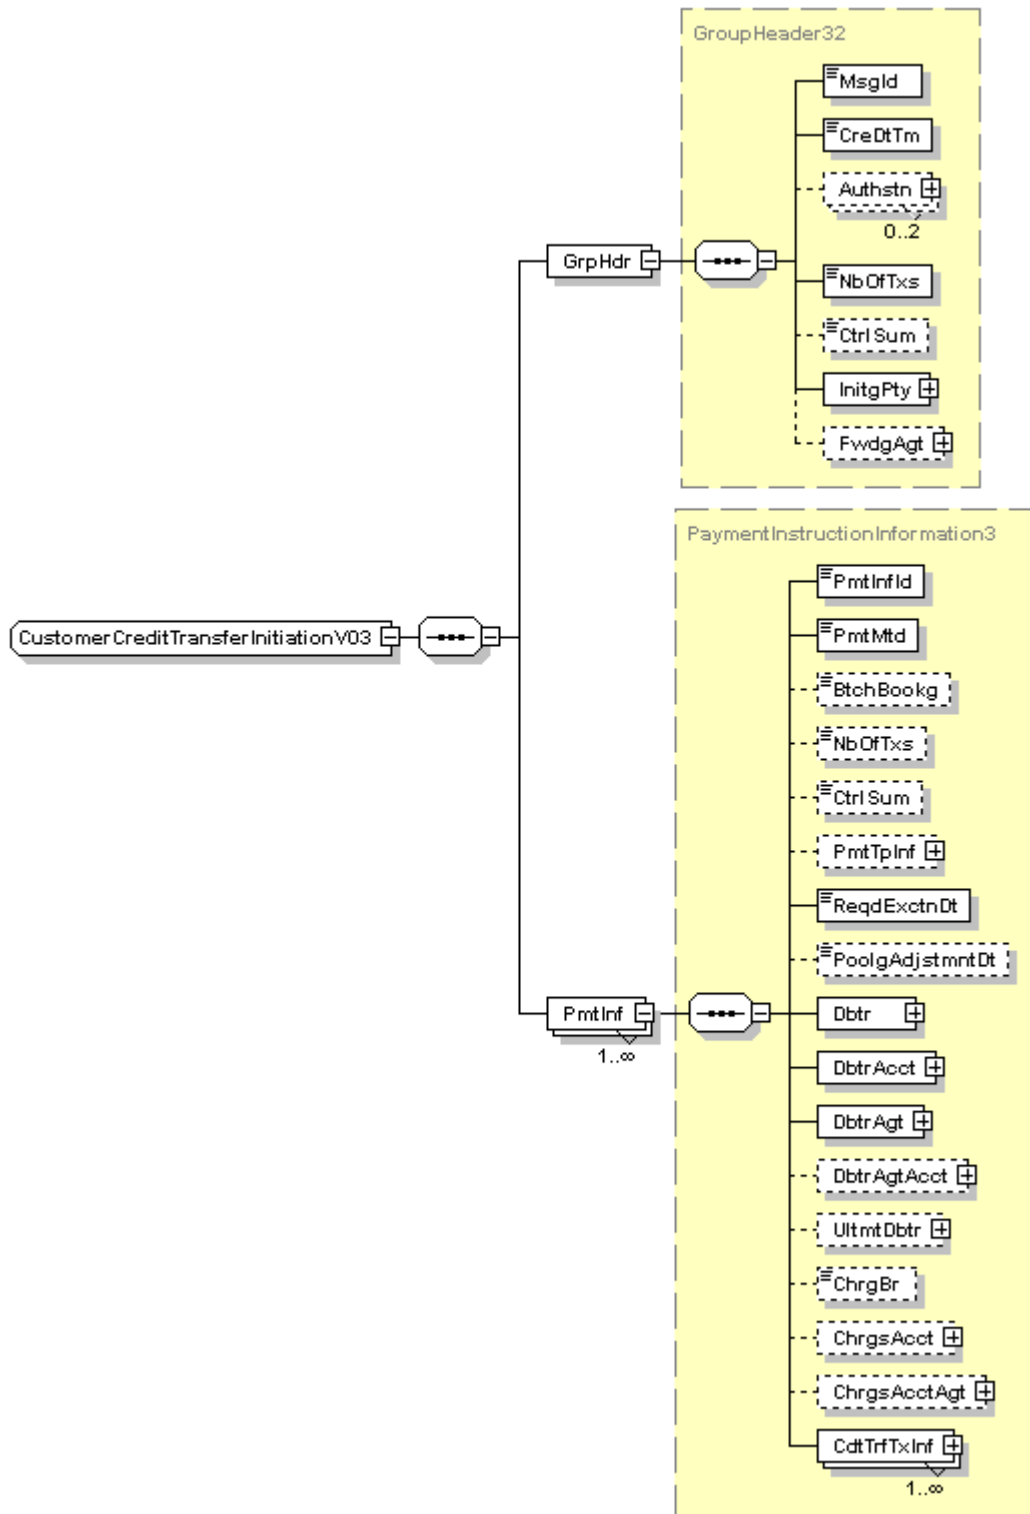 GroupHeader32
MsgId
CreDtTm
Authstn
0..2
GrpHdr
NbOfTxs
CtrlSum
InitgPty
FwdgAgt
PaymentInstructionInformation3
PmtInfId
CustomerCreditTransferInitiationV03
PmtMtd
BtchBookg
NbOfTxs
CtrlSum
PmtTpInf
ReqdExctnDt
PoolgAdjstmntDt
PmtInf
1..∞
Dbtr
DbtrAcct
DbtrAgt
DbtrAgtAcct
UltmtDbtr
ChrgBr
ChrgsAcct
ChrgsAcctAgt
CdtTrfTxInf
1..∞